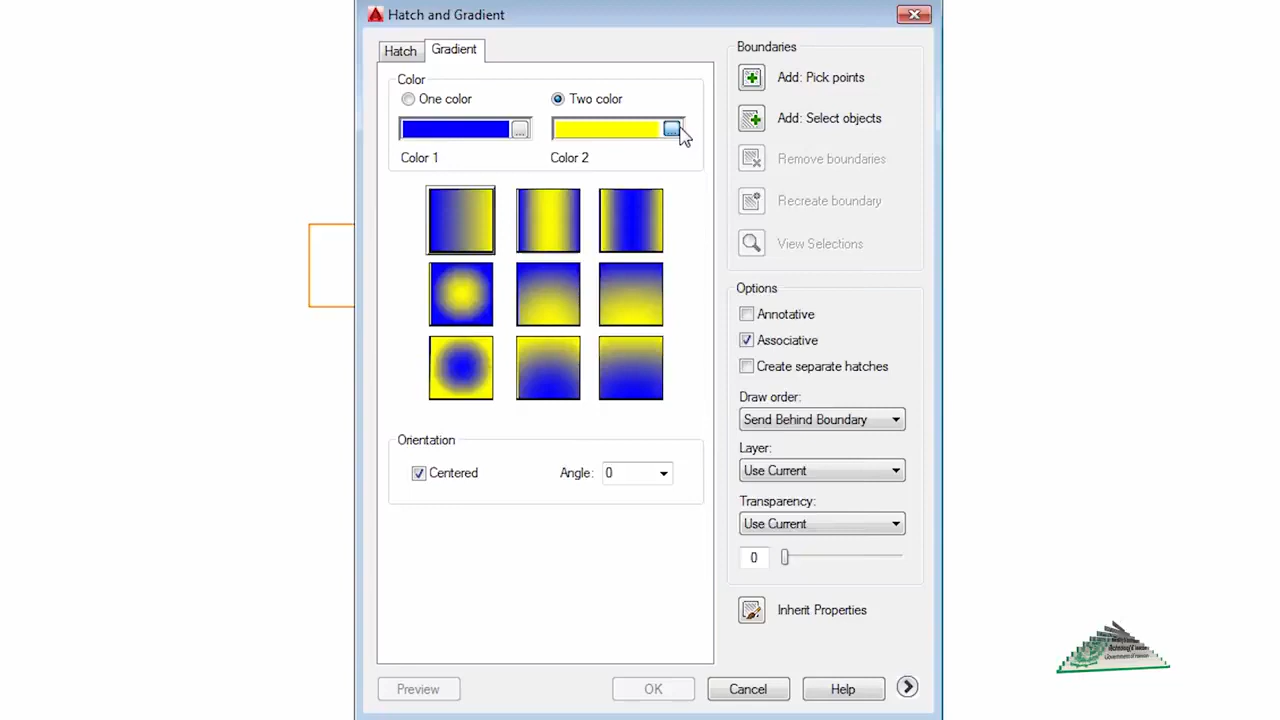 Hatch and Gradient
Hatch
Gradient
Color
One color
Two color
...
...
Color 1
Color 2
Orientation
Centered
Angle:
0
Boundaries
Add: Pick points
Add: Select objects
Remove boundaries
Recreate boundary
View Selections
Options
Annotative
Associative
Create separate hatches
Draw order:
Send Behind Boundary
Layer:
Use Current
Transparency:
Use Current
0
Inherit Properties
Preview
OK
Cancel
Help